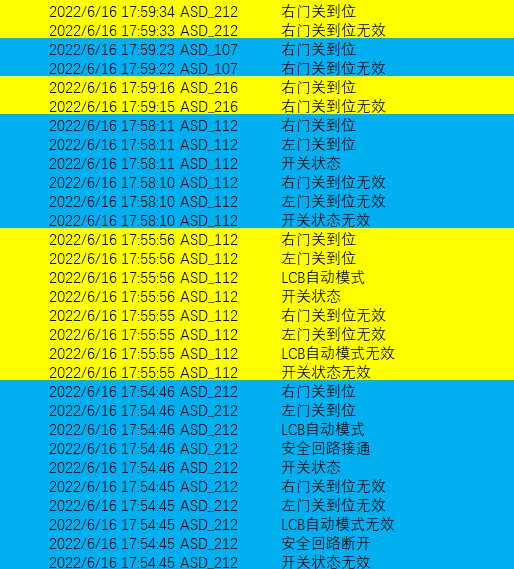 2022/6/16 17:59:34 ASD_212 右门关到位
2022/6/16 17:59:33 ASD_212 右门关到位无效
2022/6/16 17:59:23 ASD_107 右门关到位
2022/6/16 17:59:22 ASD_107 右门关到位无效
2022/6/16 17:59:16 ASD_216 右门关到位
2022/6/16 17:59:15 ASD_216 右门关到位无效
2022/6/16 17:58:11 ASD_112 右门关到位
2022/6/16 17:58:11 ASD_112 左门关到位
2022/6/16 17:58:11 ASD_112 开关状态
2022/6/16 17:58:10 ASD_112 右门关到位无效
2022/6/16 17:58:10 ASD_112 左门关到位无效
2022/6/16 17:58:10 ASD_112 开关状态无效
2022/6/16 17:55:56 ASD_112 右门关到位
2022/6/16 17:55:56 ASD_112 左门关到位
2022/6/16 17:55:56 ASD_112 LCB自动模式
2022/6/16 17:55:56 ASD_112 开关状态
2022/6/16 17:55:55 ASD_112 右门关到位无效
2022/6/16 17:55:55 ASD_112 左门关到位无效
2022/6/16 17:55:55 ASD_112 LCB自动模式无效
2022/6/16 17:55:55 ASD_112 开关状态无效
2022/6/16 17:54:46 ASD_212 右门关到位
2022/6/16 17:54:46 ASD_212 左门关到位
2022/6/16 17:54:46 ASD_212 LCB自动模式
2022/6/16 17:54:46 ASD_212 安全回路接通
2022/6/16 17:54:46 ASD_212 开关状态
2022/6/16 17:54:45 ASD_212 右门关到位无效
2022/6/16 17:54:45 ASD_212 左门关到位无效
2022/6/16 17:54:45 ASD_212 LCB自动模式无效
2022/6/16 17:54:45 ASD_212 安全回路断开
2022/6/16 17:54:45 ASD_212 开关状态无效